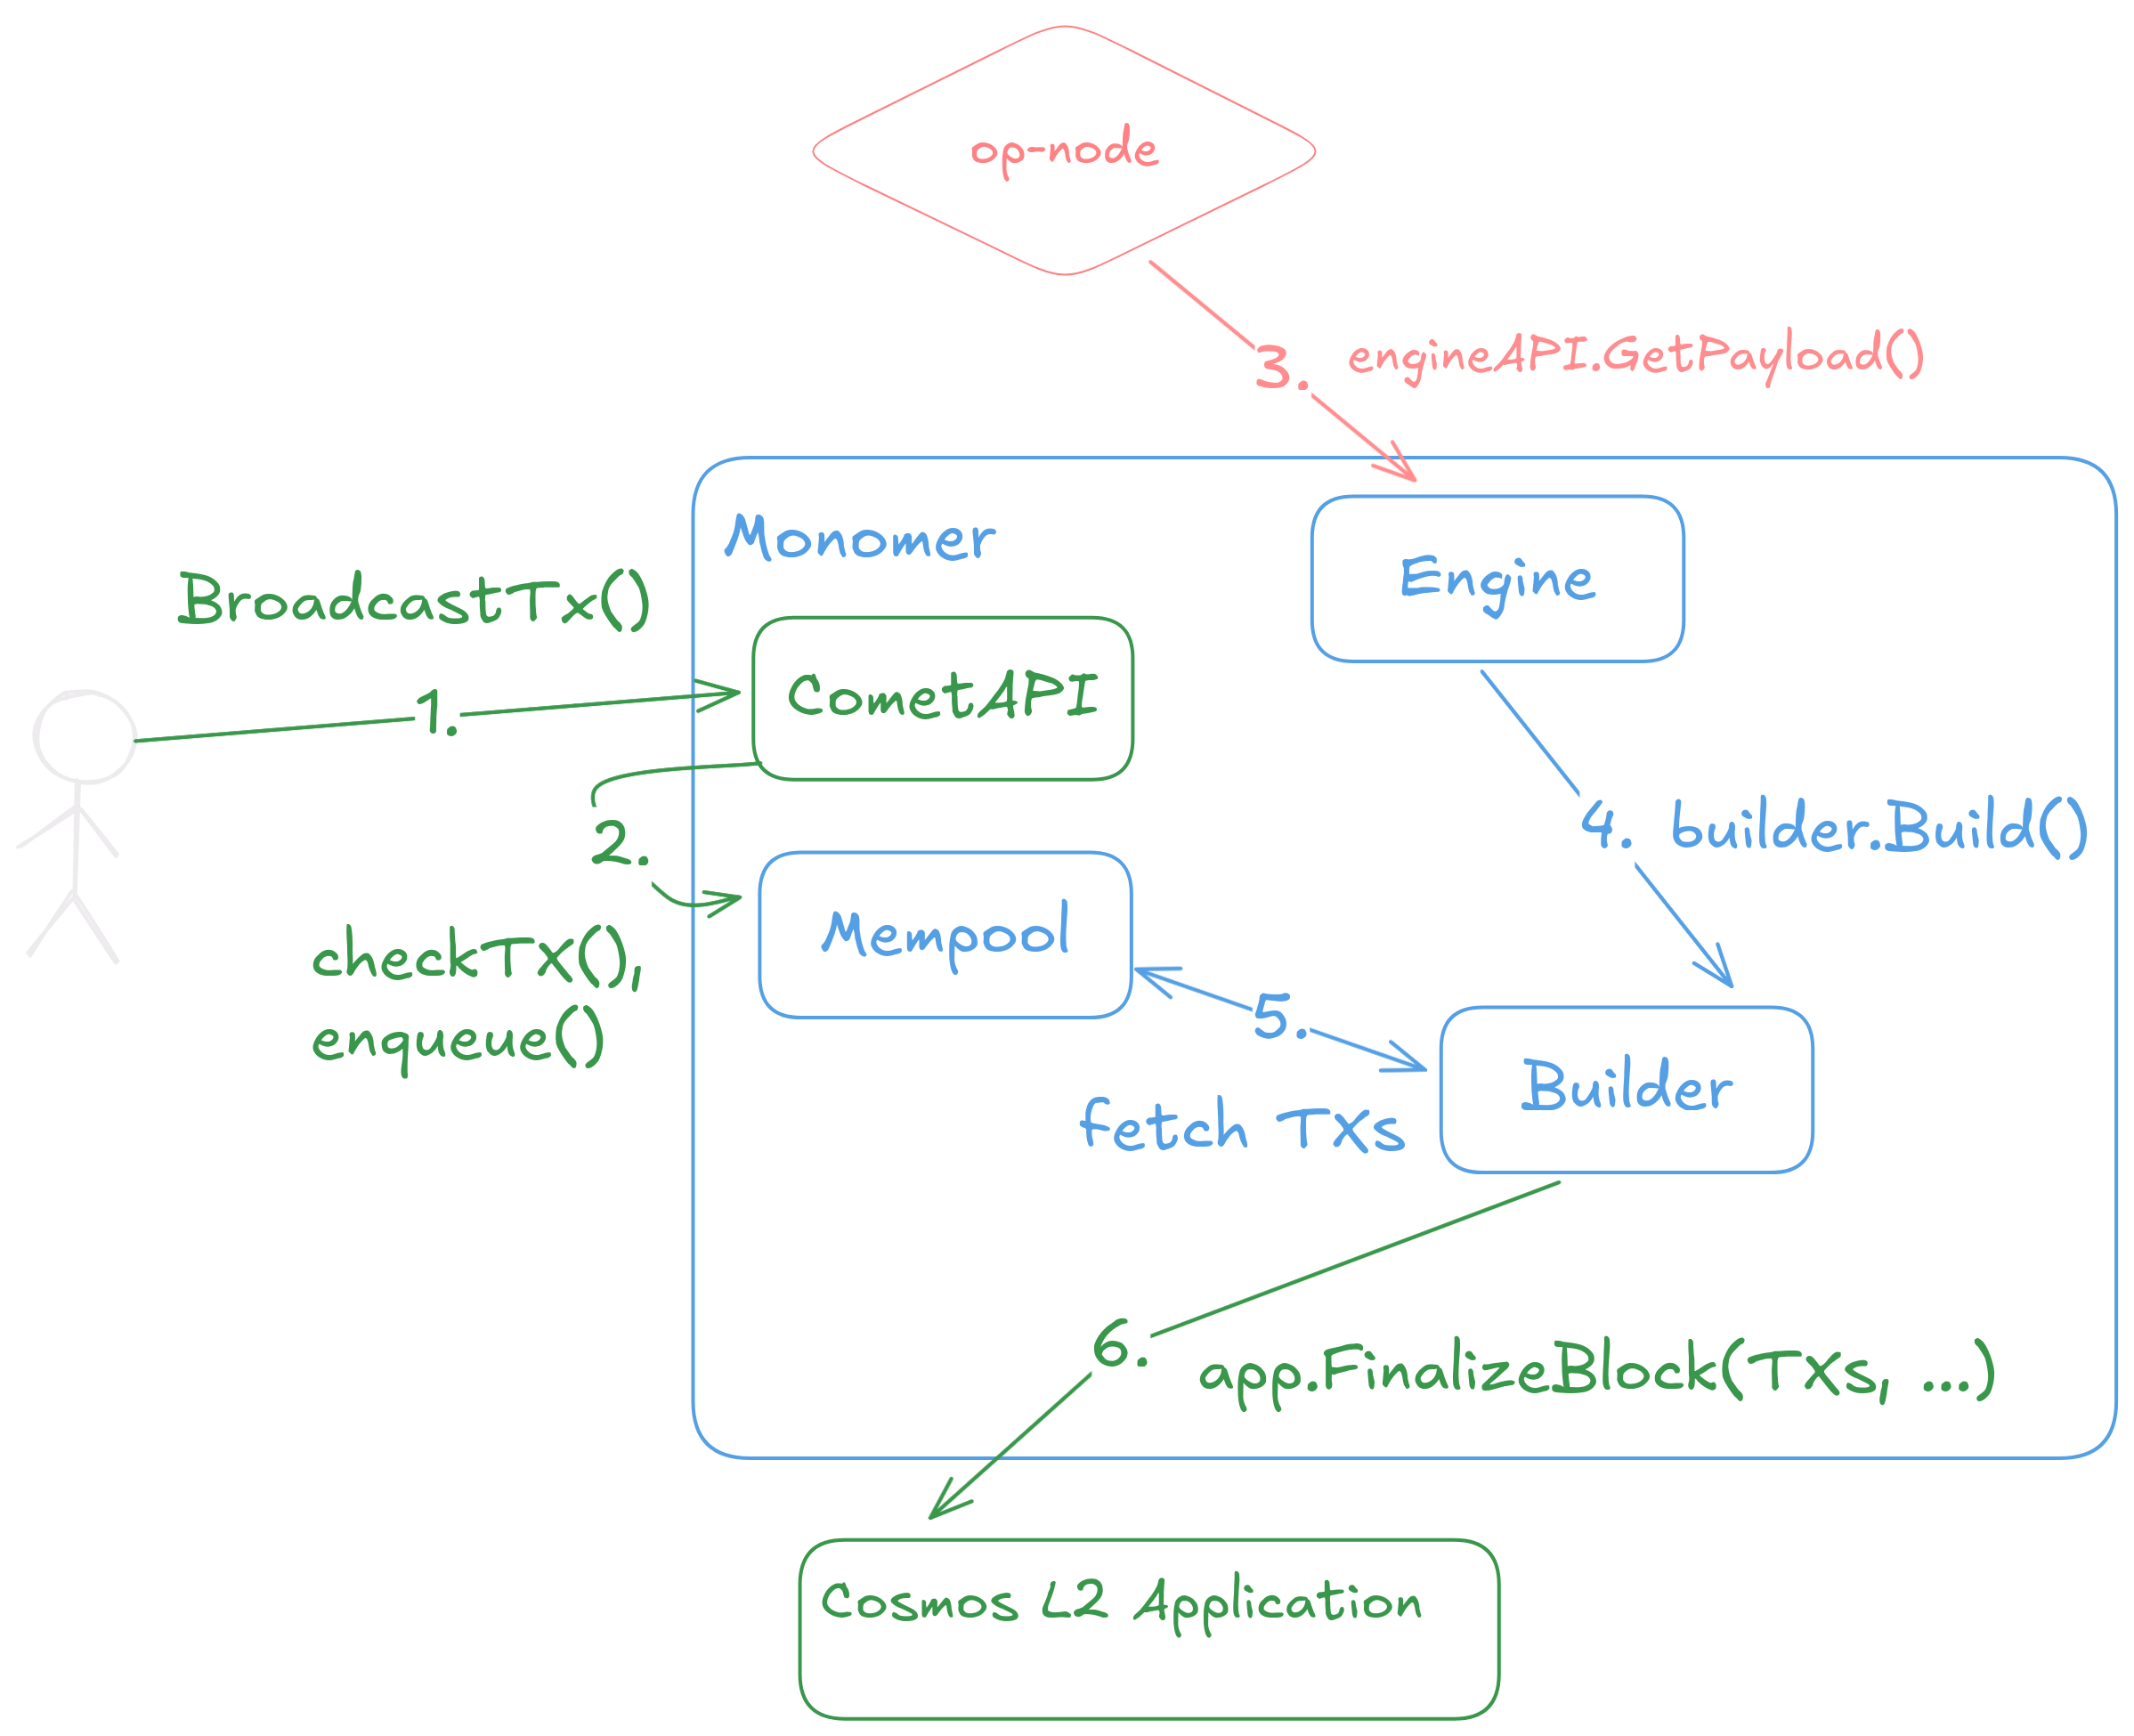 op-node
3. engineAPI.GetPayload()
Monomer
Engine
BroadcastTx()
CometAPI
1.
2.
4. builder.Build()
Mempool
checkTX(),
enqueue()
5.
Builder
fetch TXs
6.
app.FinalizeBlock(TXs, ...)
Cosmos L2 Application